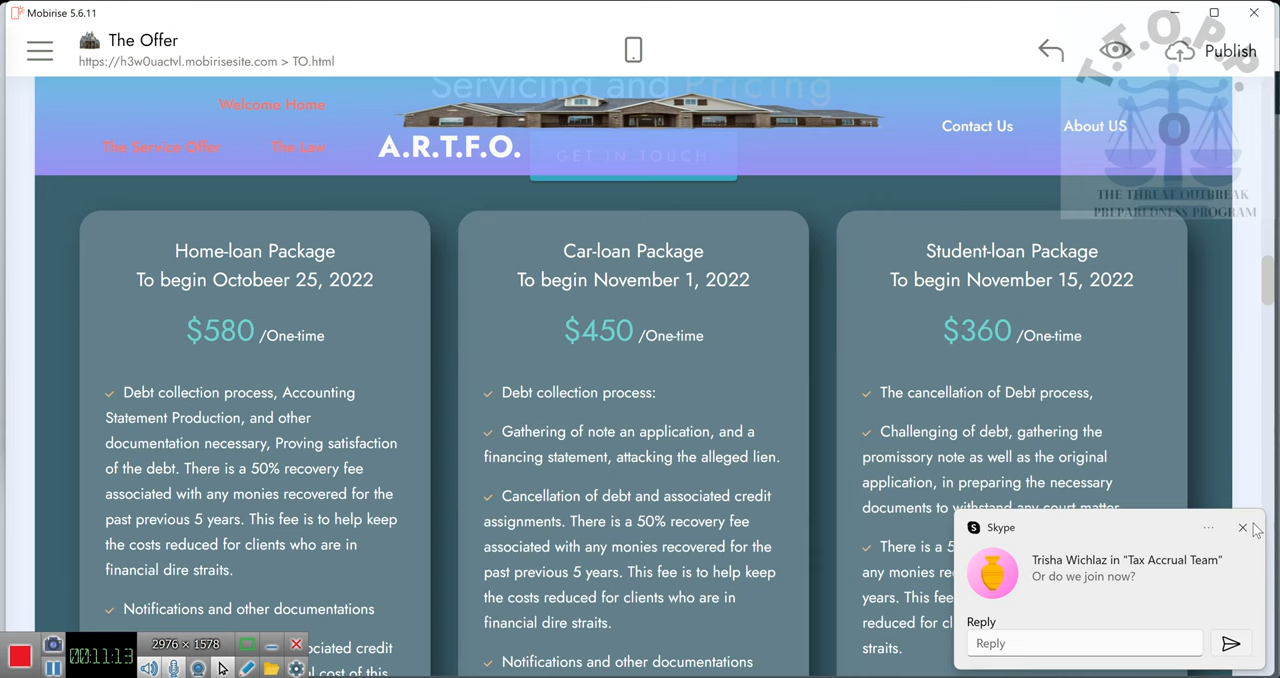 Mobirise 5.6.11
The Offer
https://h3w0uactvl.mobirisesite.com > TO.html
Publish
T.T.O.P.P.
Servicing and Pricing
Welcome Home
The Service Offer
The Law
A.R.T.F.O.
GET IN TOUCH
Contact Us
About US
THE THREAT OUTBREAK
PREPAREDNESS PROGRAM
Home-loan Package
To begin Octobeer 25, 2022
$580 /One-time
Debt collection process, Accounting
Statement Production, and other
documentation necessary, Proving satisfaction
of the debt. There is a 50% recovery fee
associated with any monies recovered for the
past previous 5 years. This fee is to help keep
the costs reduced for clients who are in
financial dire straits.
Notifications and other documentations
ociated credit
l cost of this
Car-loan Package
To begin November 1, 2022
$450 /One-time
Debt collection process:
Gathering of note an application, and a
financing statement, attacking the alleged lien.
Cancellation of debt and associated credit
assignments. There is a 50% recovery fee
associated with any monies recovered for the
past previous 5 years. This fee is to help keep
the costs reduced for clients who are in
financial dire straits.
Notifications and other documentations
Student-loan Package
To begin November 15, 2022
$360 /One-time
The cancellation of Debt process,
Challenging of debt, gathering the
promissory note as well as the original
application, in preparing the necessary
documents to withstand any court matter
There is a 5
any monies re
years. This fee
reduced for cl
straits.
Skype
Trisha Wichlaz in "Tax Accrual Team"
Or do we join now?
Reply
Reply
2976 × 1578
00:11:13